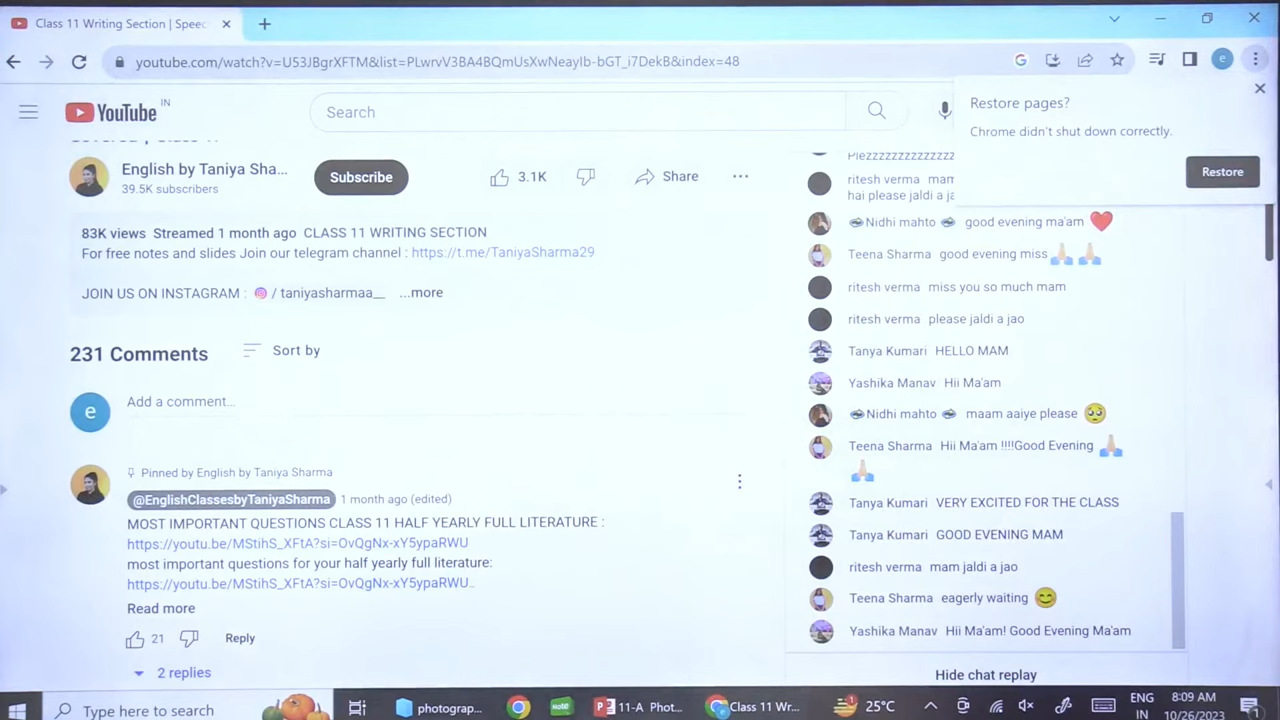 Class 11 Writing Section | Speec
youtube.com/watch?v=U53JBgrXFTM&list=PLwrvV3BA4BQmUsXwNeayIb-bGT_i7DekB&index=48
YouTube IN
Search
Restore pages?
Chrome didn't shut down correctly.
Restore
English by Taniya Sha...
39.5K subscribers
Subscribe
3.1K
Share
83K views Streamed 1 month ago CLASS 11 WRITING SECTION
For free notes and slides Join our telegram channel : https://t.me/TaniyaSharma29
JOIN US ON INSTAGRAM : / taniyasharmaa__ ...more
231 Comments
Sort by
e
Add a comment...
Pinned by English by Taniya Sharma
@EnglishClassesbyTaniyaSharma 1 month ago (edited)
MOST IMPORTANT QUESTIONS CLASS 11 HALF YEARLY FULL LITERATURE :
https://youtu.be/MStihS_XFtA?si=OvQgNx-xY5ypaRWU
most important questions for your half yearly full literature:
https://youtu.be/MStihS_XFtA?si=OvQgNx-xY5ypaRWU..
Read more
21
Reply
2 replies
ritesh verma mam
hai please jaldi a ja
Nidhi mahto good evening ma'am ❤️
Teena Sharma good evening miss 🙏🏻 🙏🏻
ritesh verma miss you so much mam
ritesh verma please jaldi a jao
Tanya Kumari HELLO MAM
Yashika Manav Hii Ma'am
Nidhi mahto maam aaiye please 🥺
Teena Sharma Hii Ma'am !!!!Good Evening 🙏🏻
🙏🏻
Tanya Kumari VERY EXCITED FOR THE CLASS
Tanya Kumari GOOD EVENING MAM
ritesh verma mam jaldi a jao
Teena Sharma eagerly waiting 😊
Yashika Manav Hii Ma'am! Good Evening Ma'am
Hide chat replay
Type here to search
photograp...
Note
11-A Phot...
Class 11 Wr...
25°C
ENG
IN
8:09 AM
10/26/2023